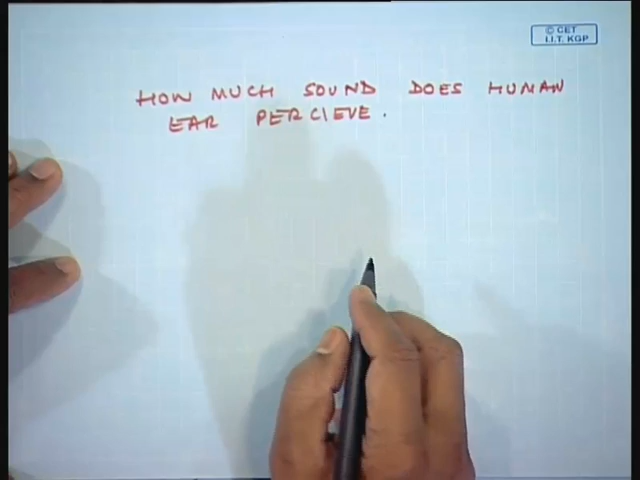 © CET
I.I.T. KGP
HOW MUCH SOUND DOES HUMAN
EAR PERCIEVE.